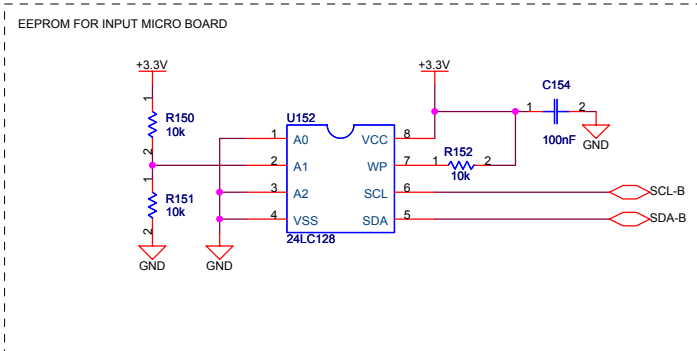 EEPROM FOR INPUT MICRO BOARD
+3.3V
+3.3V
C154
1
2
100nF
GND
1
R150
10k
2
1
R151
10k
2
GND
U152
1 A0
2 A1
3 A2
4 VSS
VCC 8
WP 7
SCL 6
SDA 5
24LC128
GND
R152
1
2
10k
SCL-B
SDA-B